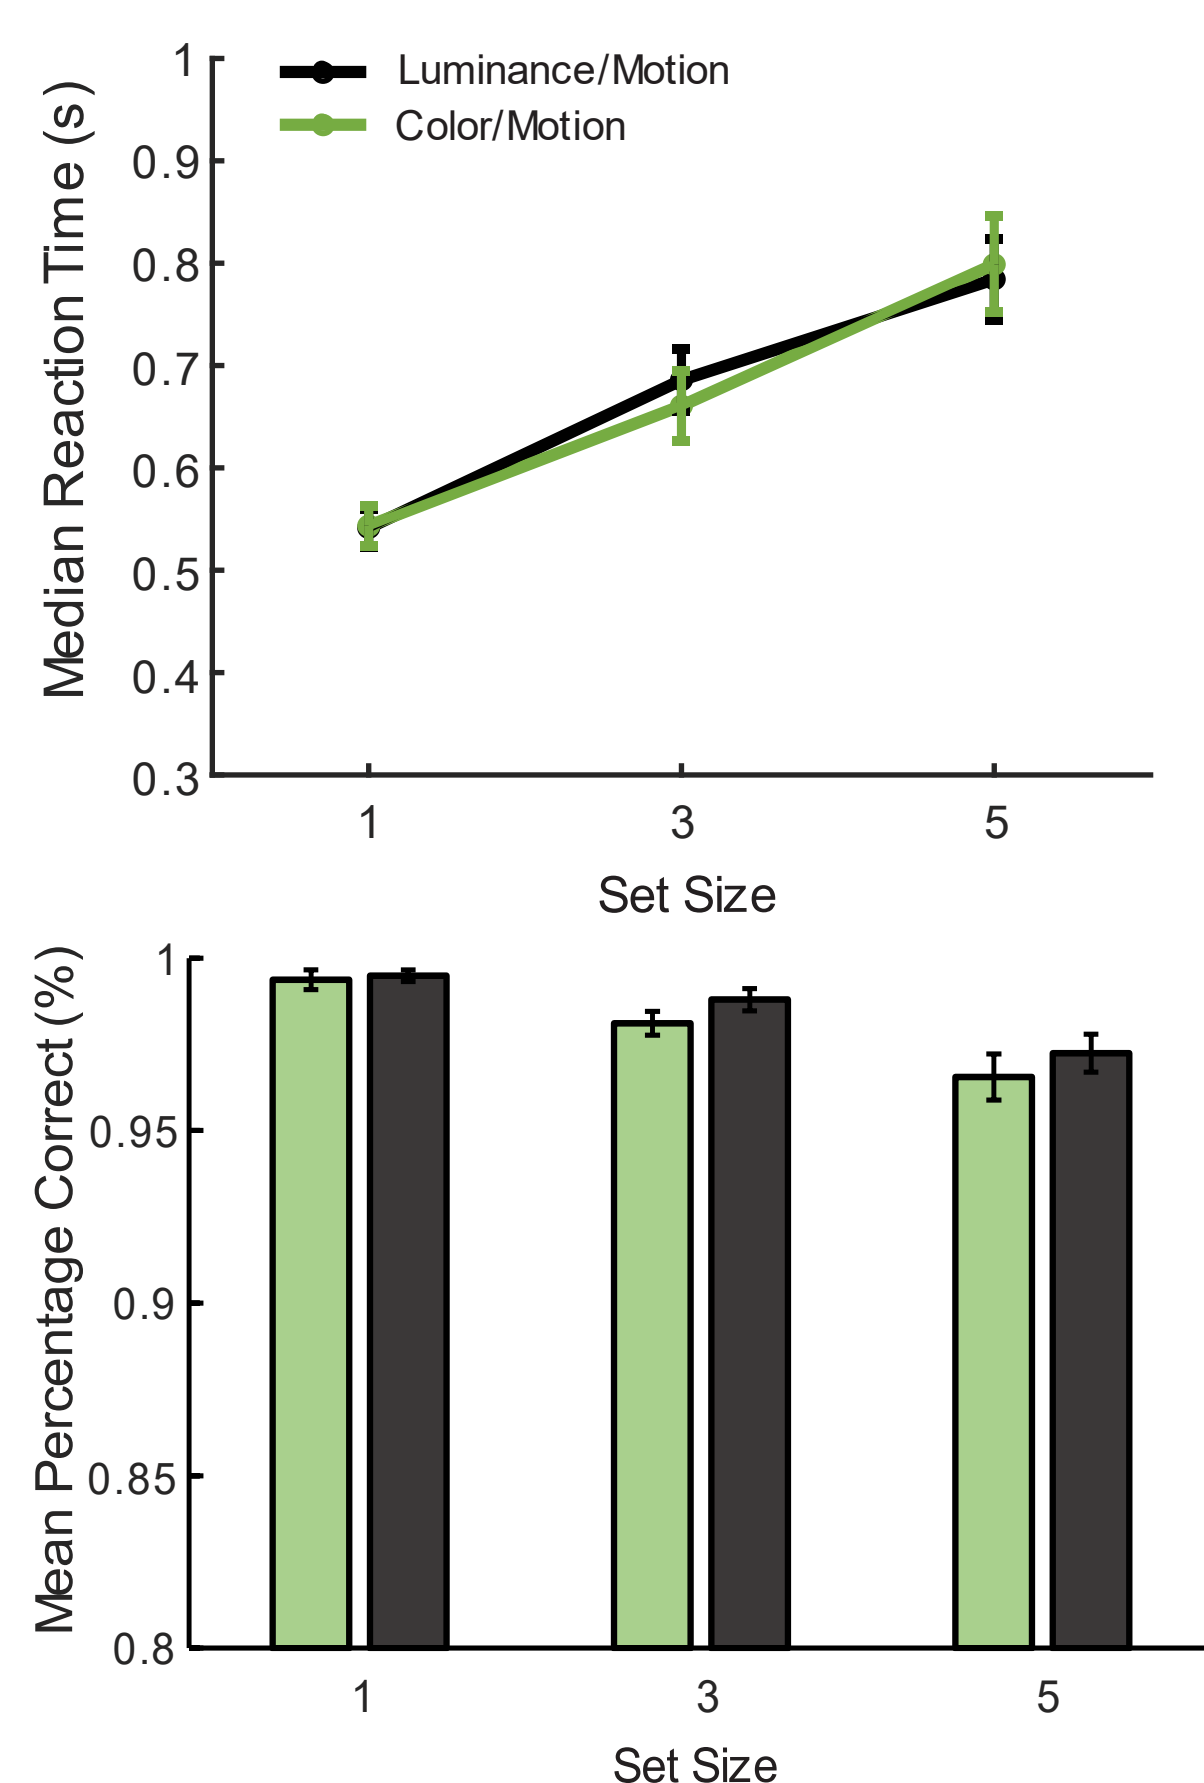 Median Reaction Time (s)
1
0.9
0.8
0.7
0.6
0.5
0.4
0.3
Luminance/Motion
Color/Motion
1 3 5
Set Size
Mean Percentage Correct (%)
1
0.95
0.9
0.85
0.8
1 3 5
Set Size